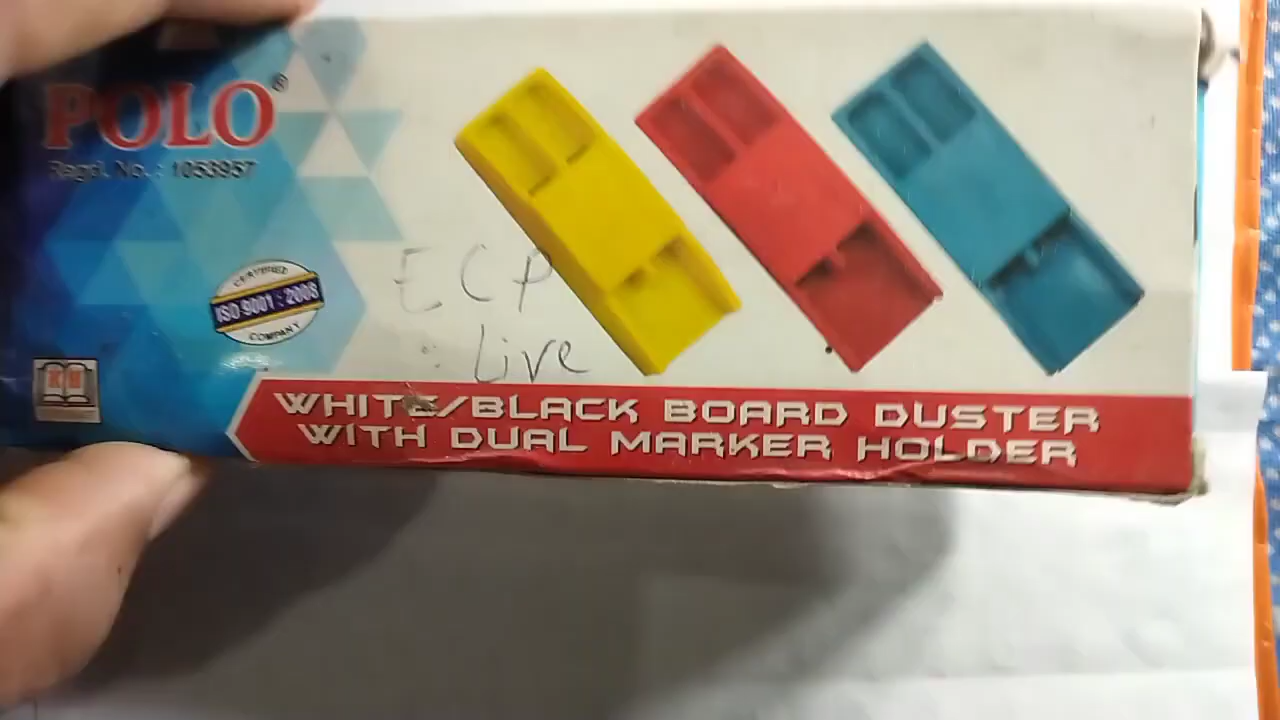 POLO®
Regd. No. : 1053957
CERTIFIED
ISO 9001 : 2008
COMPANY
ECP
: Live
WHITE/BLACK BOARD DUSTER
WITH DUAL MARKER HOLDER